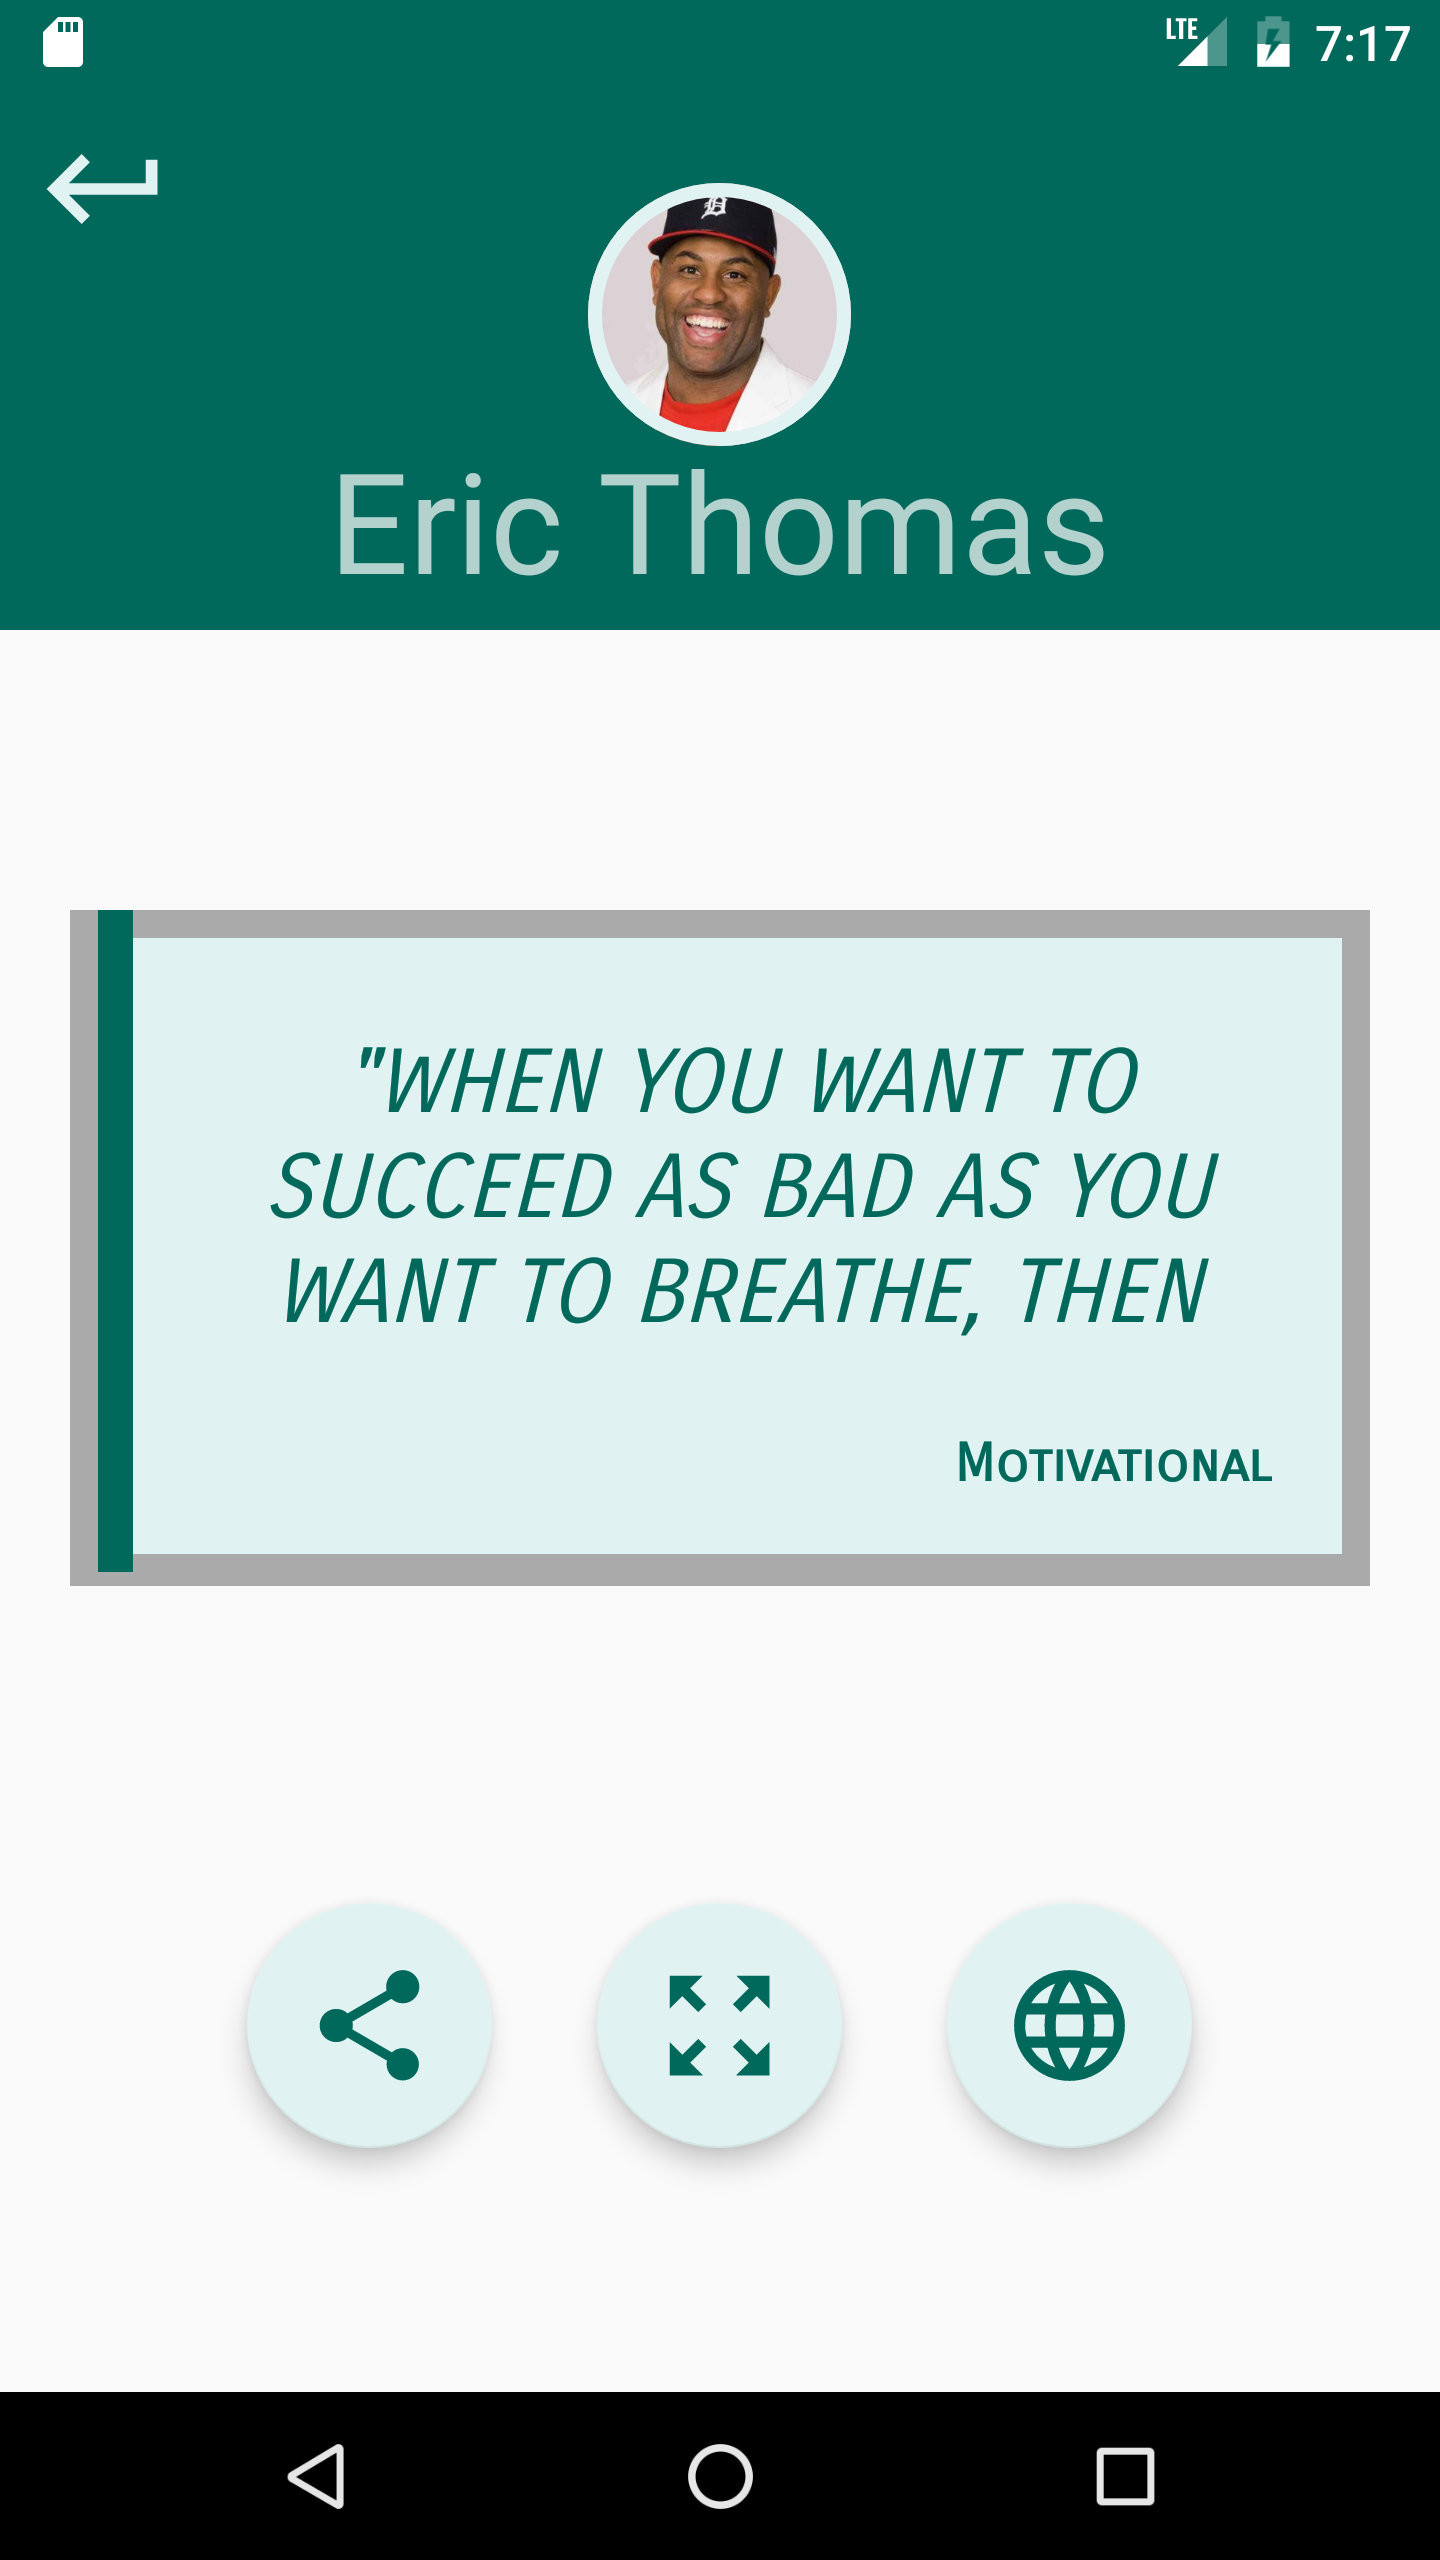 LTE 7:17
Eric Thomas
"WHEN YOU WANT TO
SUCCEED AS BAD AS YOU
WANT TO BREATHE, THEN
Motivational